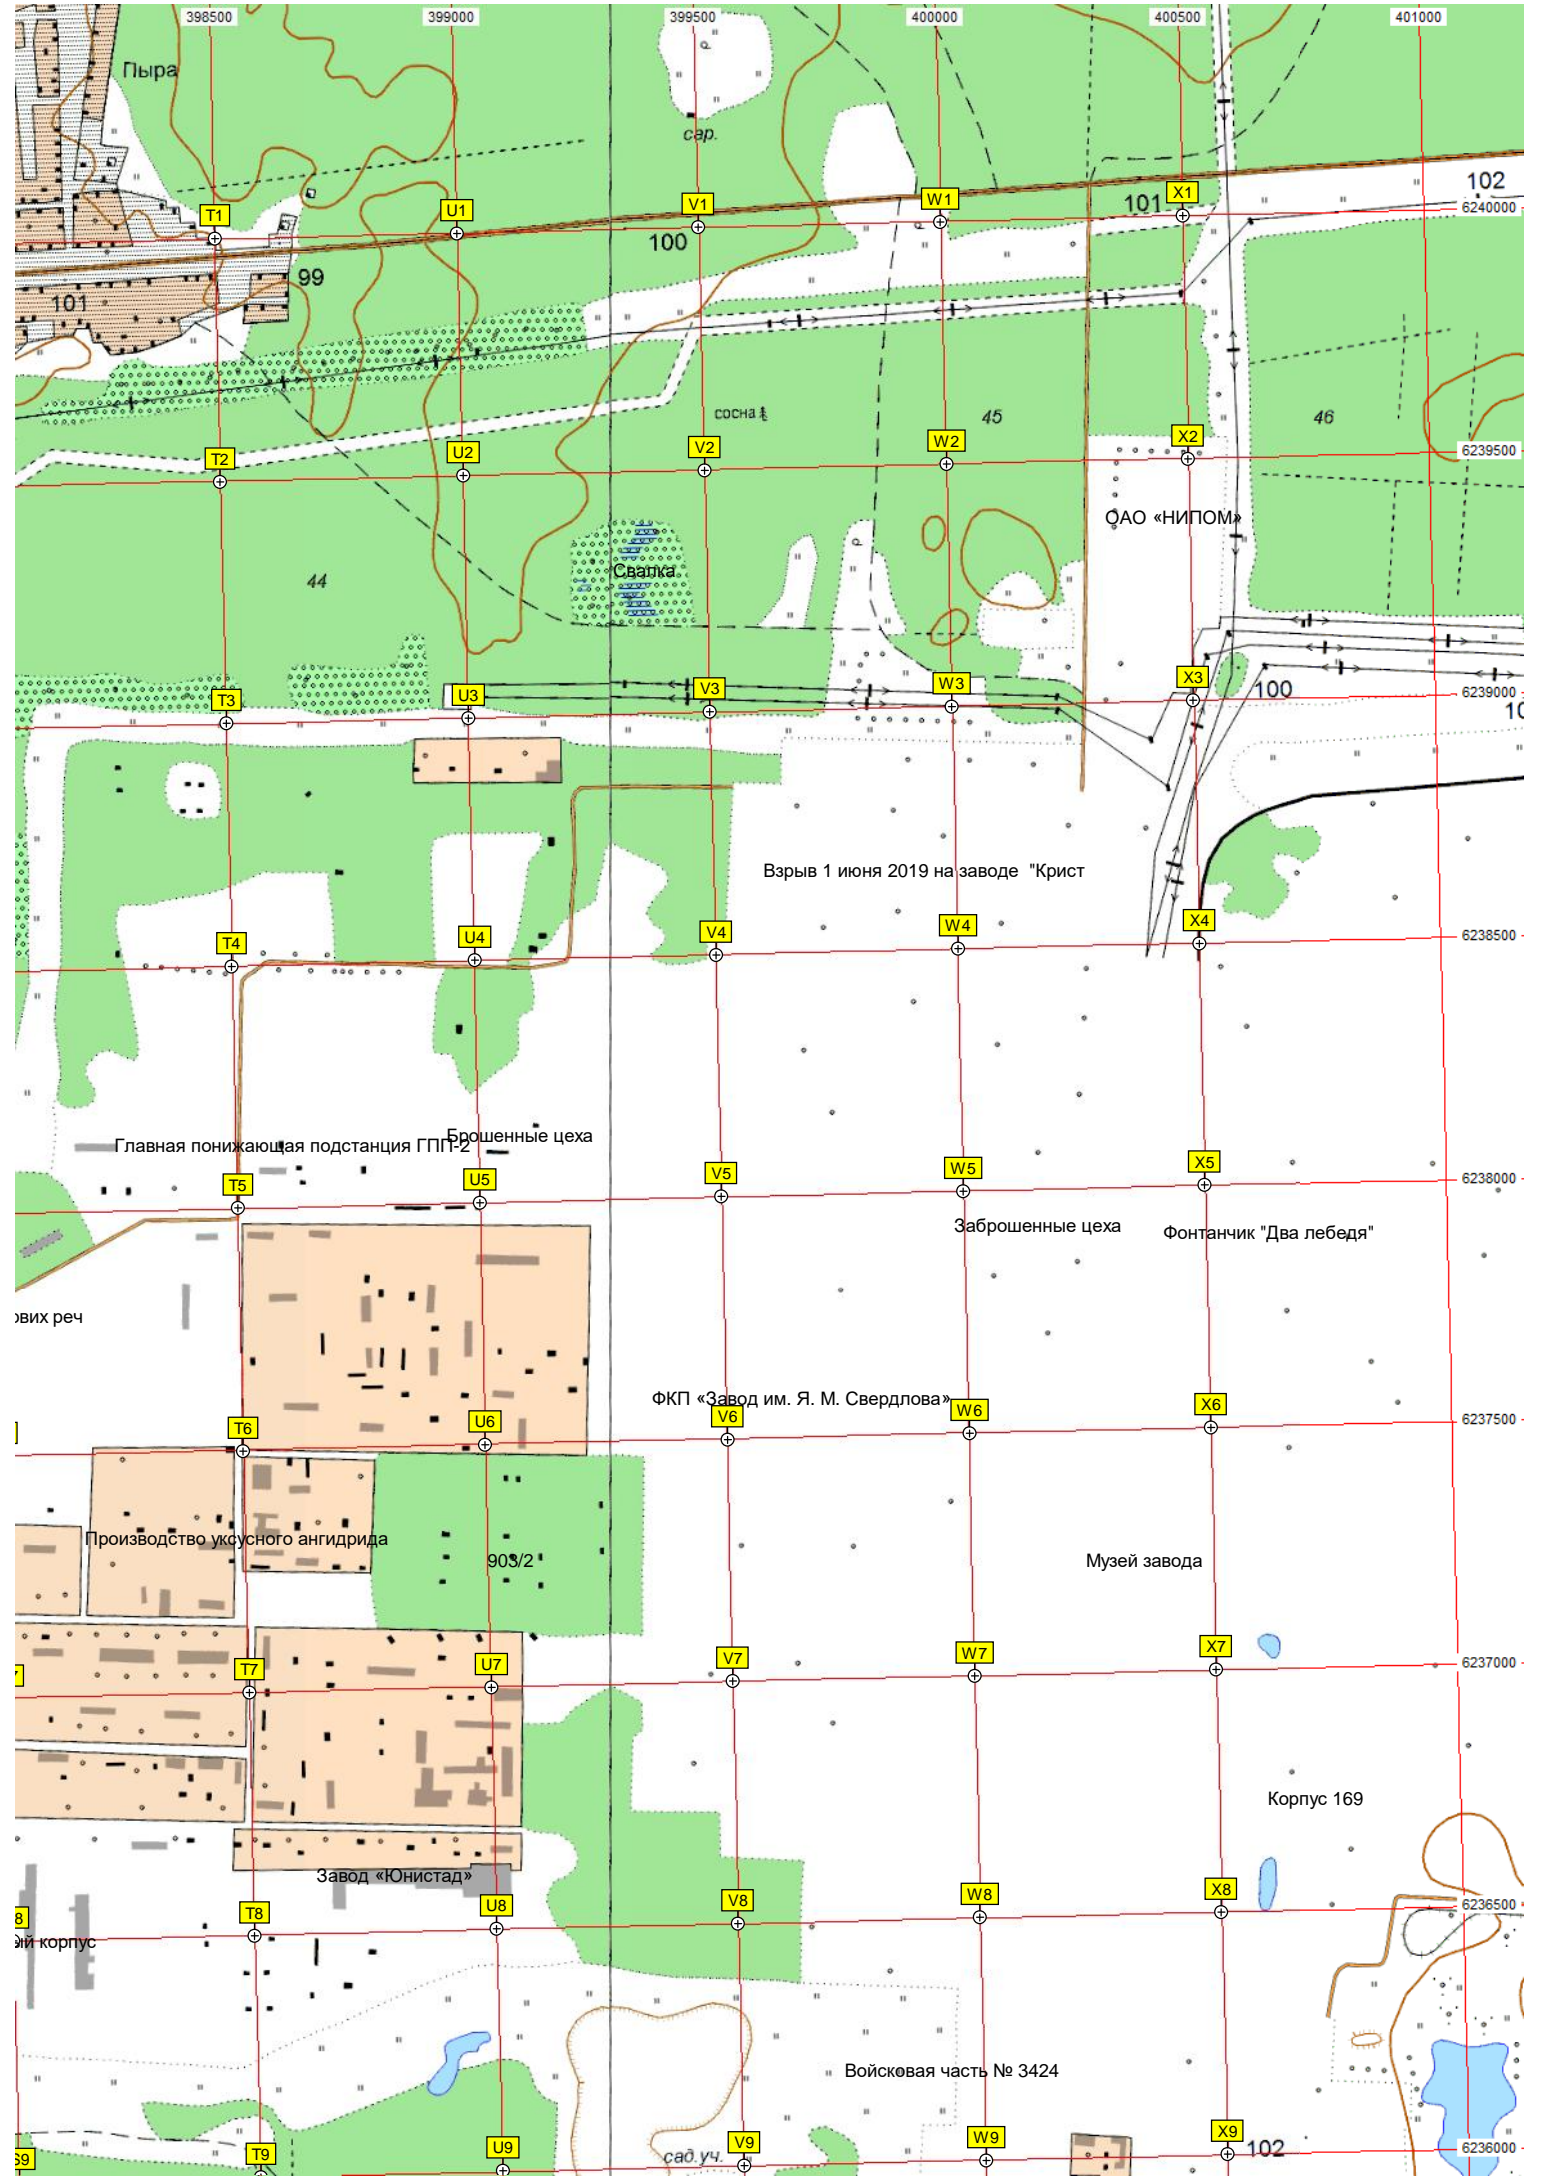 398500 399000 399500 400000 400500 401000
Пыра
сар.
102
T1 U1 V1 W1 101 X1
6240000
100
99
101
сосна 45 46
T2 U2 V2 W2 X2 6239500
ОАО «НИПОМ»
Свалка
44
T3 U3 V3 W3 X3 100 6239000
10
Взрыв 1 июня 2019 на заводе "Крист
T4 U4 V4 W4 X4 6238500
Брошенные цеха
Главная понижающая подстанция ГПП-2
T5 U5 V5 W5 X5 6238000
Заброшенные цеха
Фонтанчик "Два лебедя"
ових реч
ФКП «Завод им. Я. М. Свердлова»
T6 U6 V6 W6 X6 6237500
Производство уксусного ангидрида
903/2
Музей завода
7 T7 U7 V7 W7 X7 6237000
Корпус 169
Завод «Юнистад»
8 T8 U8 V8 W8 X8 6236500
ый корпус
Войсковая часть № 3424
S9 T9 U9 V9 W9 X9 102 6236000
сад.уч.